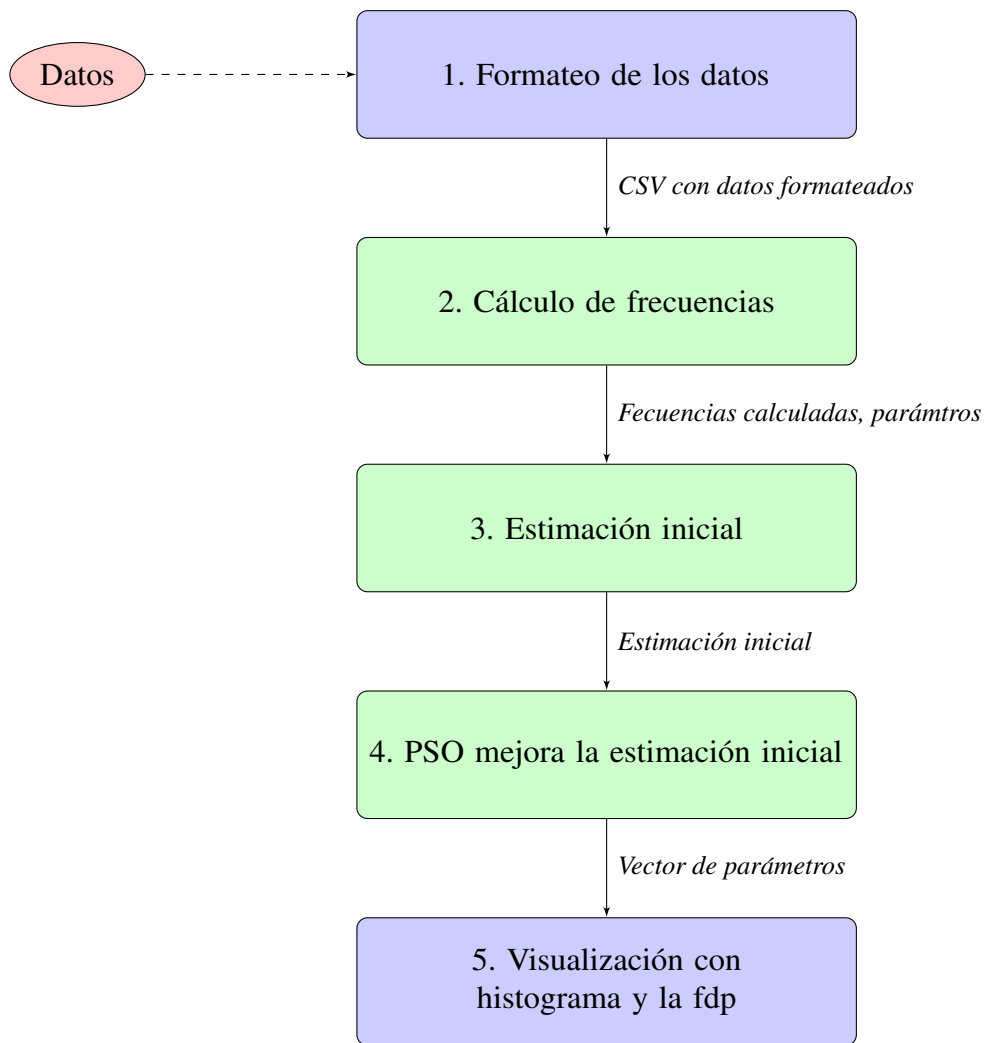 Datos
1. Formateo de los datos
CSV con datos formateados
2. Cálculo de frecuencias
Fecuencias calculadas, parámtros
3. Estimación inicial
Estimación inicial
4. PSO mejora la estimación inicial
Vector de parámetros
5. Visualización con
histograma y la fdp